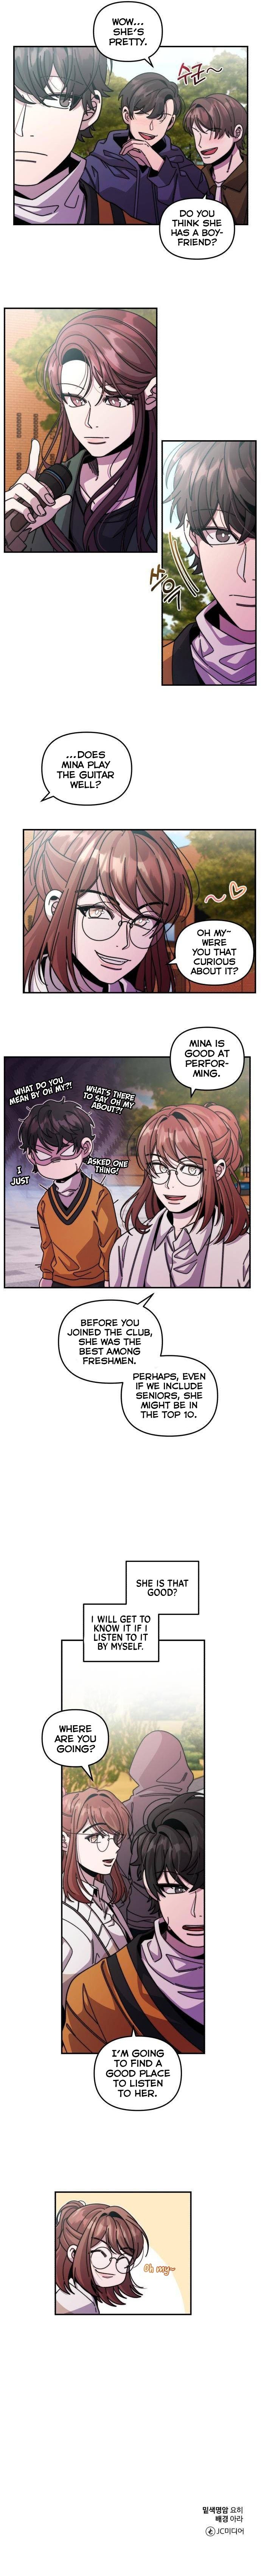 WOW...
SHE'S
PRETTY.
수군~
DO YOU
THINK SHE
HAS A BOY-
FRIEND?
...DOES
MINA PLAY
THE GUITAR
WELL?
OH MY~
WERE
YOU THAT
CURIOUS
ABOUT IT?
MINA IS
GOOD AT
PERFOR-
MING.
WHAT DO YOU
MEAN BY OH MY?!
WHAT'S THERE
TO SAY OH MY
ABOUT?!
I
JUST
ASKED ONE
THING!
BEFORE YOU
JOINED THE CLUB,
SHE WAS THE
BEST AMONG
FRESHMEN.
PERHAPS, EVEN
IF WE INCLUDE
SENIORS, SHE
MIGHT BE IN
THE TOP 10.
SHE IS THAT
GOOD?
I WILL GET TO
KNOW IT IF I
LISTEN TO IT
BY MYSELF.
WHERE
ARE YOU
GOING?
I'M GOING
TO FIND A
GOOD PLACE
TO LISTEN
TO HER.
Oh my~
밑색명암 요히
배경 아라
JC미디어